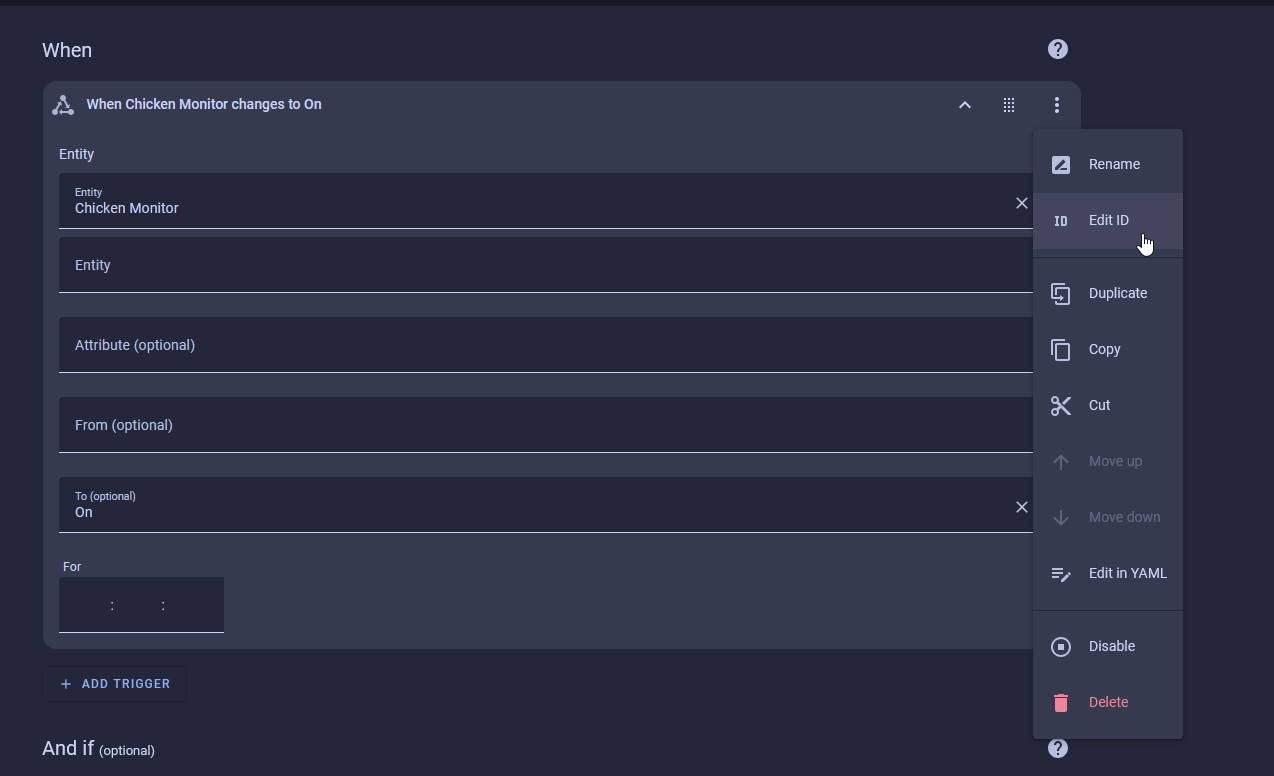 When
When Chicken Monitor changes to On
Entity
Entity
Chicken Monitor
Entity
Attribute (optional)
From (optional)
To (optional)
On
For
: :
+ ADD TRIGGER
And if (optional)
Rename
ID Edit ID
Duplicate
Copy
Cut
Move up
Move down
Edit in YAML
Disable
Delete